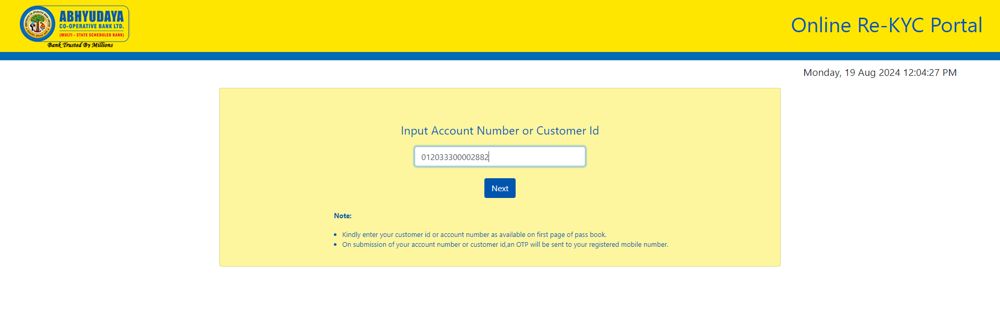 ABHYUDAYA
CO-OPERATIVE BANK LTD.
(MULTI - STATE SCHEDULED BANK)
Bank Trusted By Millions
Online Re-KYC Portal
Monday, 19 Aug 2024 12:04:27 PM
Input Account Number or Customer Id
012033300002882
Next
Note:
• Kindly enter your customer id or account number as available on first page of pass book.
• On submission of your account number or customer id,an OTP will be sent to your registered mobile number.